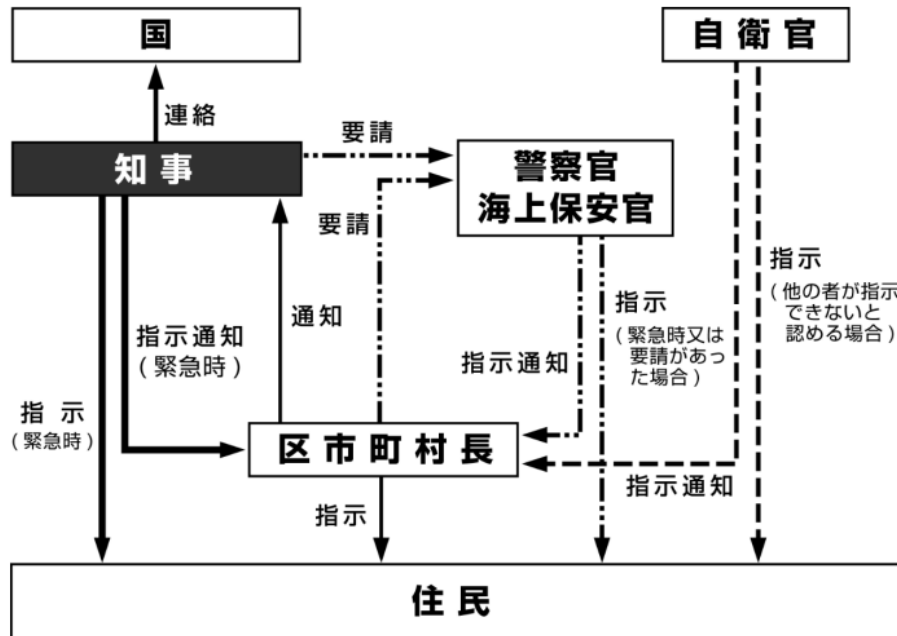 国
自衛官
連絡
知事
要請
警察官
海上保安官
要請
通知
指示通知
(緊急時)
指示
(緊急時)
指示通知
指示
(緊急時又は
要請があっ
た場合)
指示
(他の者が指示
できないと
認める場合)
区市町村長
指示通知
指示
住民